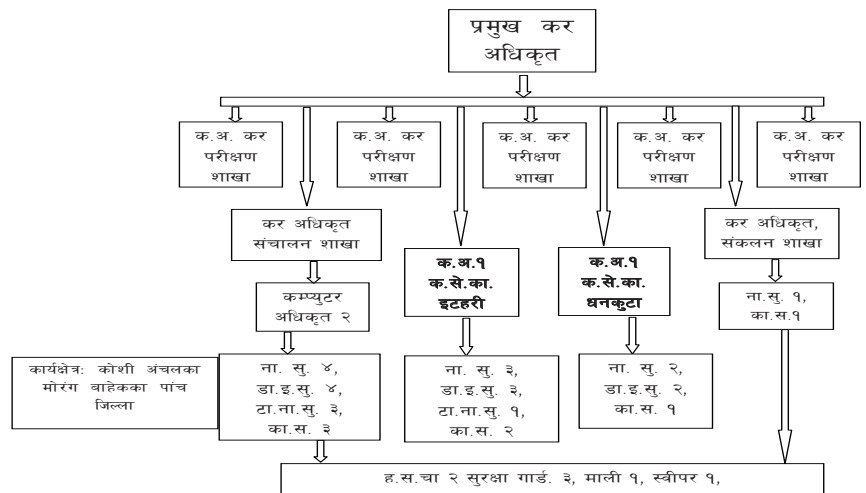 प्रमुख कर
अधिकृत
क.अ. कर
परीक्षण
शाखा
क.अ. कर
परीक्षण
शाखा
क.अ. कर
परीक्षण
शाखा
क.अ. कर
परीक्षण
शाखा
क.अ. कर
परीक्षण
शाखा
कर अधिकृत
संचालन शाखा
क.अ.१
क.से.का.
इटहरी
क.अ.१
क.से.का.
धनकुटा
कर अधिकृत,
संकलन शाखा
कम्प्युटर
अधिकृत २
ना.सु. १,
का.स.१
कार्यक्षेत्र: कोशी अंचलका
मोरंग वाहेकका पांच
जिल्ला
ना. सु. ४,
डा.इ.सु. ४,
टा.ना.सु. ३,
का.स. ३
ना. सु. ३,
डा.इ.सु. ३,
टा.ना.सु. १,
का.स. २
ना. सु. २,
डा.इ.सु. २,
का.स. १
ह.स.चा २ सुरक्षा गार्ड. ३, माली १, स्वीपर १,